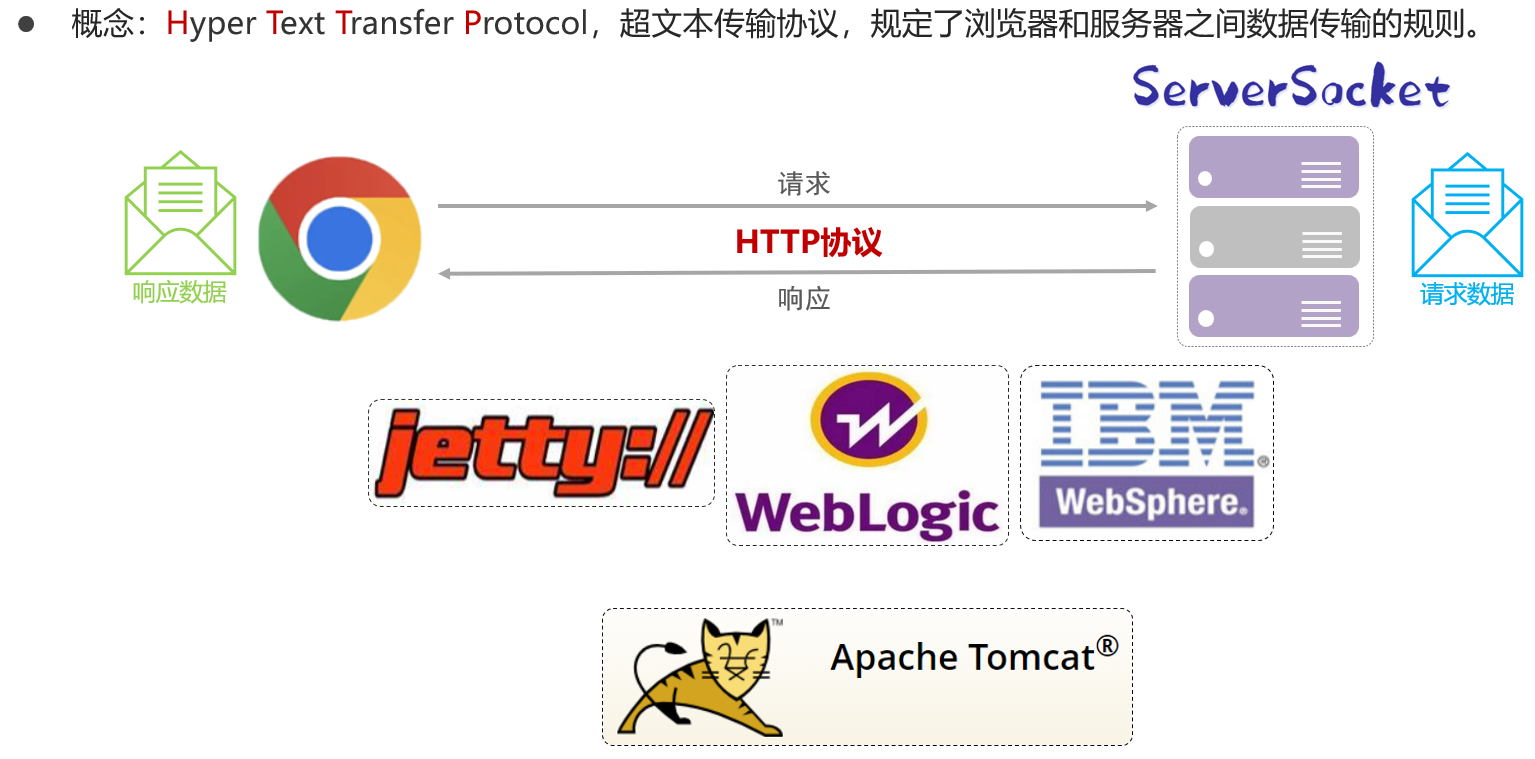 ● 概念：Hyper Text Transfer Protocol，超文本传输协议，规定了浏览器和服务器之间数据传输的规则。
ServerSocket
请求
HTTP协议
响应
响应数据
请求数据
jetty://
WebLogic
IBM®
WebSphere®
TM
Apache Tomcat®